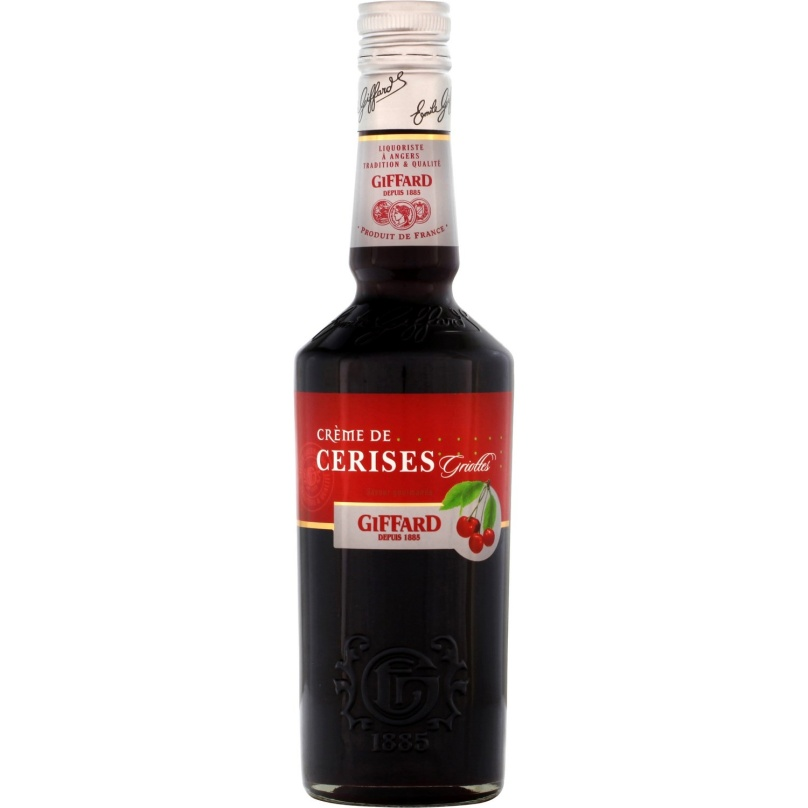 Giffard
Emile G
LIQUORISTE
À ANGERS
TRADITION & QUALITÉ
GIFFARD
DEPUIS 1885
PRODUIT DE FRANCE
CRÈME DE
CERISES Griottes
GIFFARD
DEPUIS 1885
1885